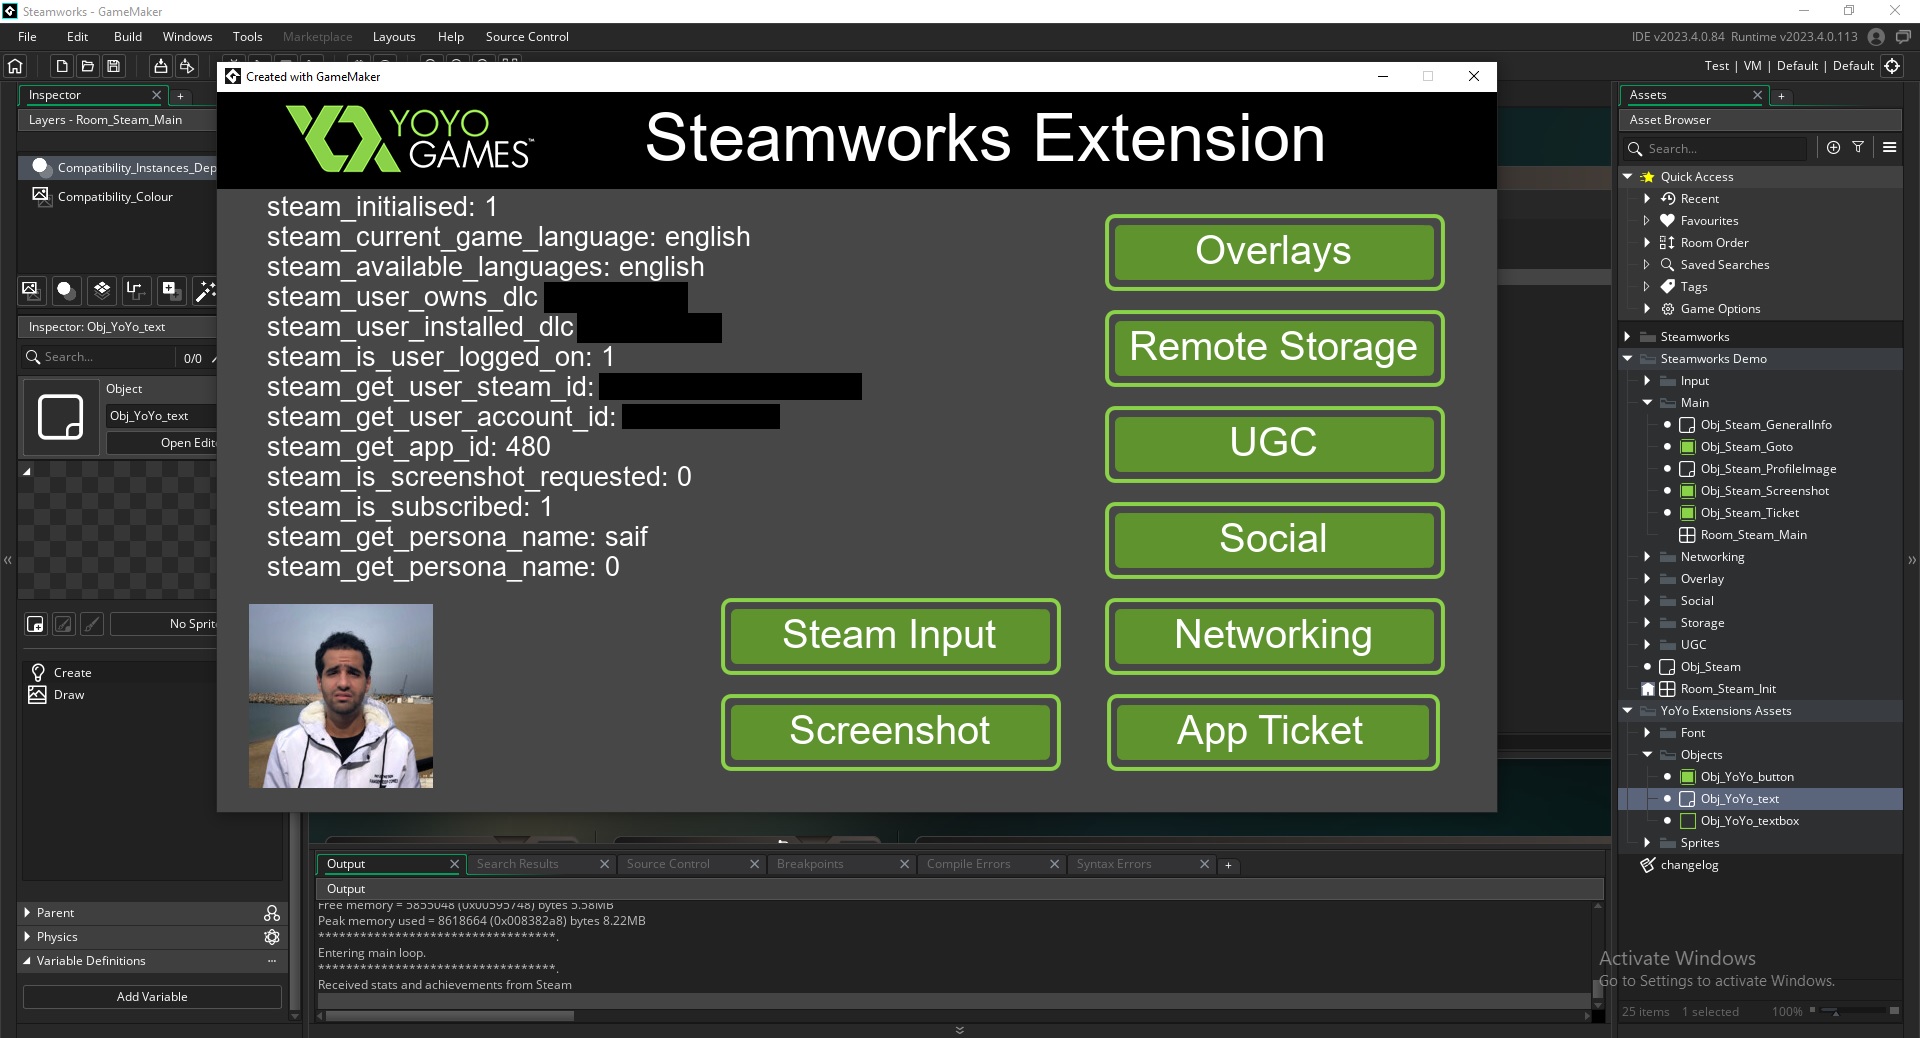 Steamworks - GameMaker
File Edit Build Windows Tools Marketplace Layouts Help Source Control
IDE v2023.4.0.84 Runtime v2023.4.0.113
Test | VM | Default | Default
Inspector
Layers - Room_Steam_Main
Compatibility_Instances_Dep
Compatibility_Colour
Inspector: Obj_YoYo_text
Search...
0/0
Object
Obj_YoYo_text
Open Edit
No Sprit
Create
Draw
Parent
Physics
Variable Definitions
Add Variable
Created with GameMaker
YOYO
GAMES™
Steamworks Extension
steam_initialised: 1
steam_current_game_language: english
steam_available_languages: english
steam_user_owns_dlc
steam_user_installed_dlc
steam_is_user_logged_on: 1
steam_get_user_steam_id:
steam_get_user_account_id:
steam_get_app_id: 480
steam_is_screenshot_requested: 0
steam_is_subscribed: 1
steam_get_persona_name: saif
steam_get_persona_name: 0
Overlays
Remote Storage
UGC
Social
Steam Input
Networking
Screenshot
App Ticket
Output
Search Results
Source Control
Breakpoints
Compile Errors
Syntax Errors
Output
Free memory = 5855048 (0x00595748) bytes 5.58MB
Peak memory used = 8618664 (0x008382a8) bytes 8.22MB
**********************************.
Entering main loop.
**********************************.
Received stats and achievements from Steam
Assets
Asset Browser
Search...
Quick Access
Recent
Favourites
Room Order
Saved Searches
Tags
Game Options
Steamworks
Steamworks Demo
Input
Main
Obj_Steam_GeneralInfo
Obj_Steam_Goto
Obj_Steam_ProfileImage
Obj_Steam_Screenshot
Obj_Steam_Ticket
Room_Steam_Main
Networking
Overlay
Social
Storage
UGC
Obj_Steam
Room_Steam_Init
YoYo Extensions Assets
Font
Objects
Obj_YoYo_button
Obj_YoYo_text
Obj_YoYo_textbox
Sprites
changelog
Activate Windows
Go to Settings to activate Windows.
25 items 1 selected 100%